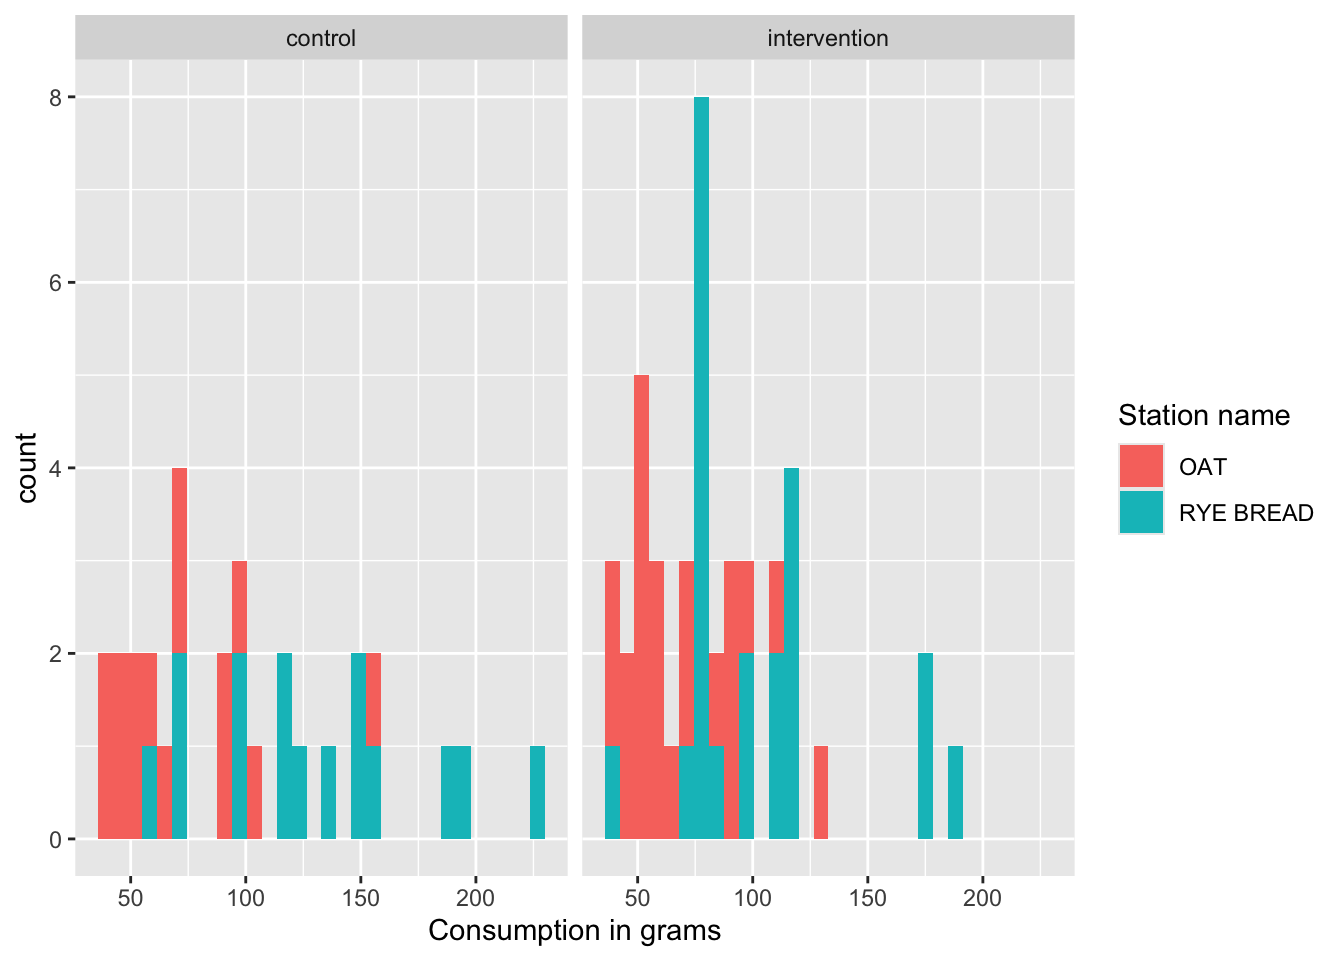 control intervention
8
6
4
2
0
count
50 100 150 200 50 100 150 200
Consumption in grams
Station name
OAT
RYE BREAD